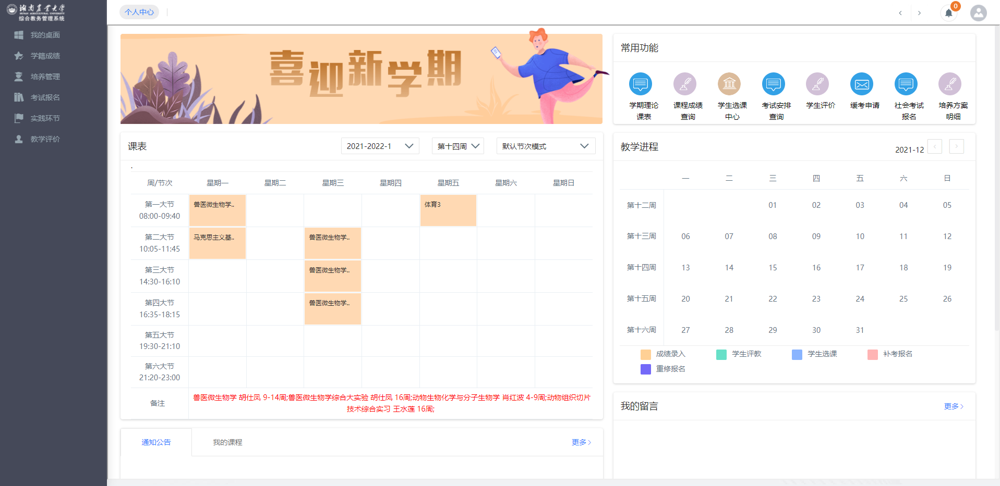 湖南农业大学
HUNAN AGRICULTURAL UNIVERSITY
综合教务管理系统
我的桌面
学籍成绩
培养管理
考试报名
实践环节
教学评价
个人中心
0
喜迎新学期
常用功能
学期理论课表
课程成绩查询
学生选课中心
考试安排查询
学生评价
缓考申请
社会考试报名
培养方案明细
课表
2021-2022-1
第十四周
默认节次模式
.
周/节次 星期一 星期二 星期三 星期四 星期五 星期六 星期日
第一大节 兽医微生物学.. 体育3
08:00-09:40
第二大节 马克思主义基.. 兽医微生物学..
10:05-11:45
第三大节 兽医微生物学..
14:30-16:10
第四大节 兽医微生物学..
16:35-18:15
第五大节
19:30-21:10
第六大节
21:20-23:00
备注
兽医微生物学 胡仕凤 9-14周;兽医微生物学综合大实验 胡仕凤 16周;动物生物化学与分子生物学 肖红波 4-9周;动物组织切片
技术综合实习 王水莲 16周;
教学进程
2021-12
一 二 三 四 五 六 日
第十二周 01 02 03 04 05
第十三周 06 07 08 09 10 11 12
第十四周 13 14 15 16 17 18 19
第十五周 20 21 22 23 24 25 26
第十六周 27 28 29 30 31
成绩录入 学生评教 学生选课 补考报名
重修报名
通知公告 我的课程 更多
我的留言 更多